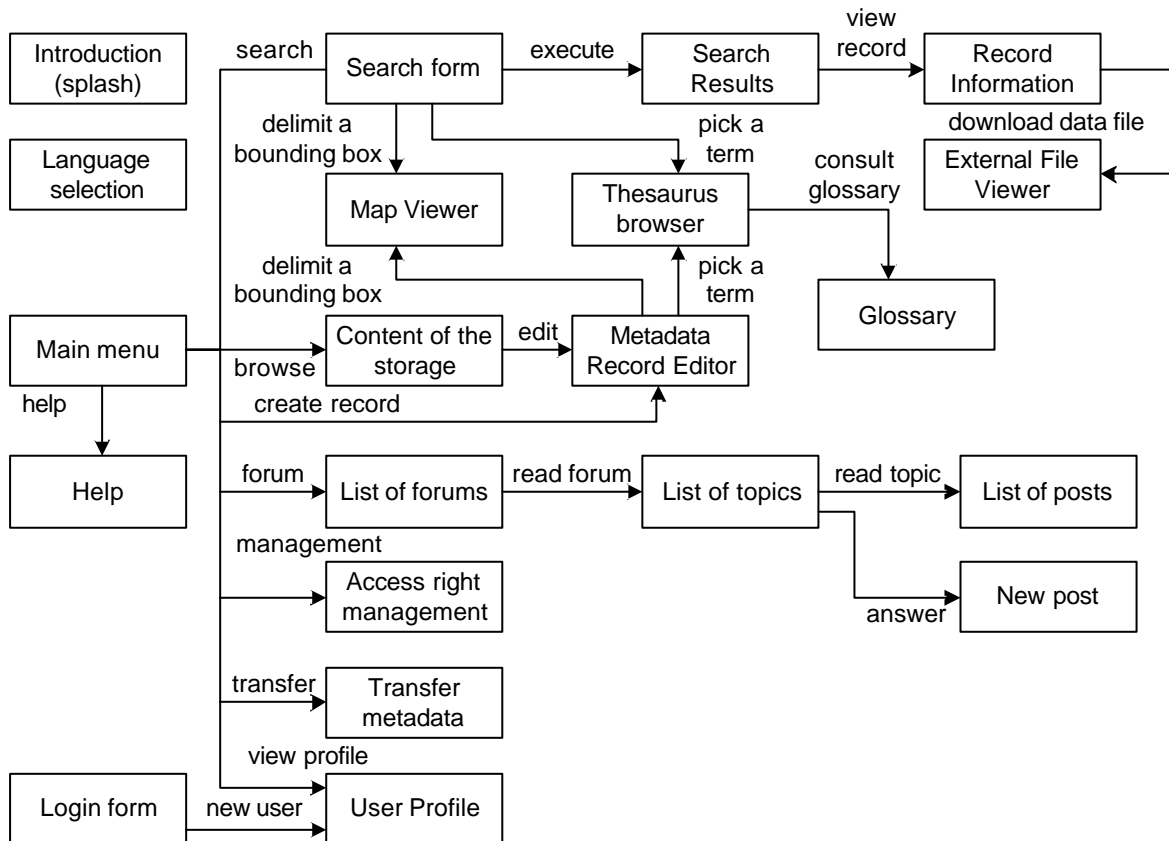 Introduction
(splash)
search
Search form
execute
Search
Results
view
record
Record
Information
download data file
Language
selection
delimit a
bounding box
pick a
term
consult
glossary
External File
Viewer
Map Viewer
Thesaurus
browser
delimit a
bounding box
pick a
term
Glossary
Main menu
browse
Content of the
storage
edit
Metadata
Record Editor
help
create record
Help
forum
List of forums
read forum
List of topics
read topic
List of posts
management
Access right
management
answer
New post
transfer
Transfer
metadata
view profile
Login form
new user
User Profile